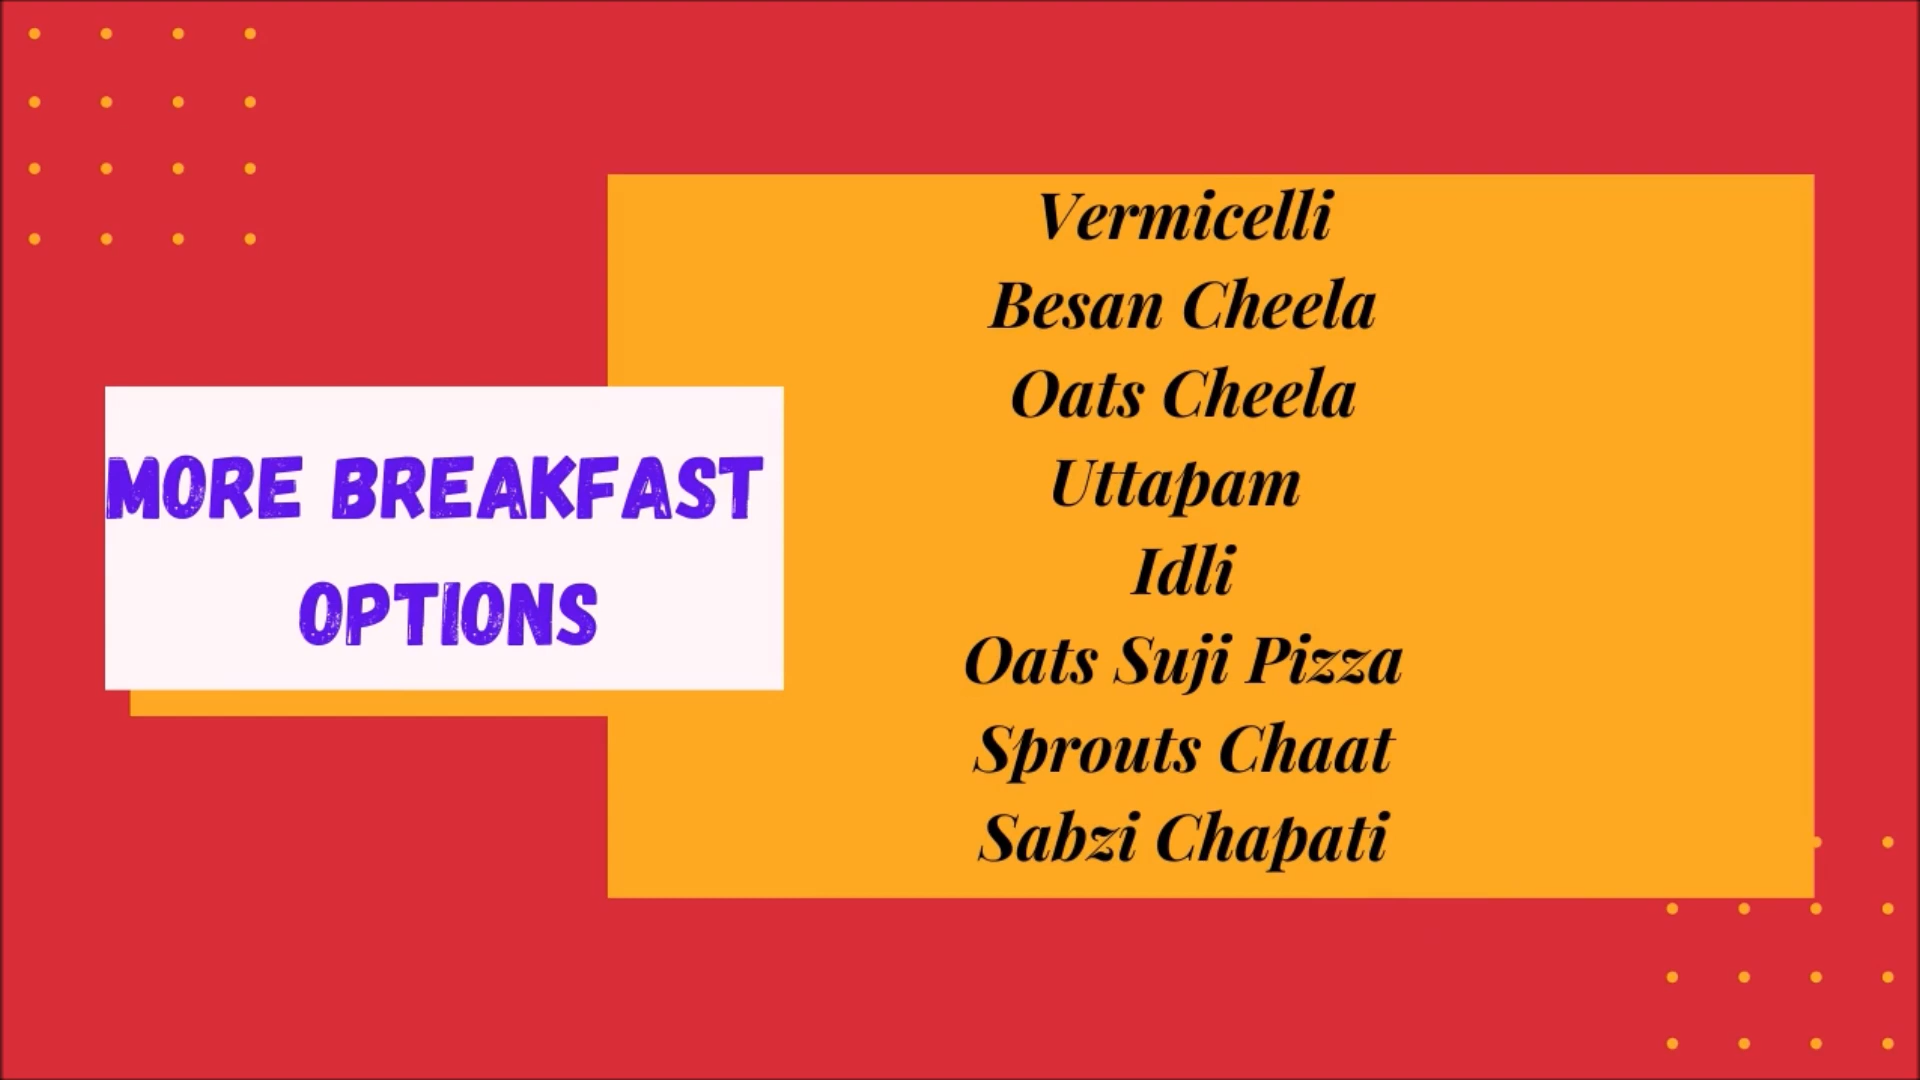 MORE BREAKFAST
OPTIONS
Vermicelli
Besan Cheela
Oats Cheela
Uttapam
Idli
Oats Suji Pizza
Sprouts Chaat
Sabzi Chapati